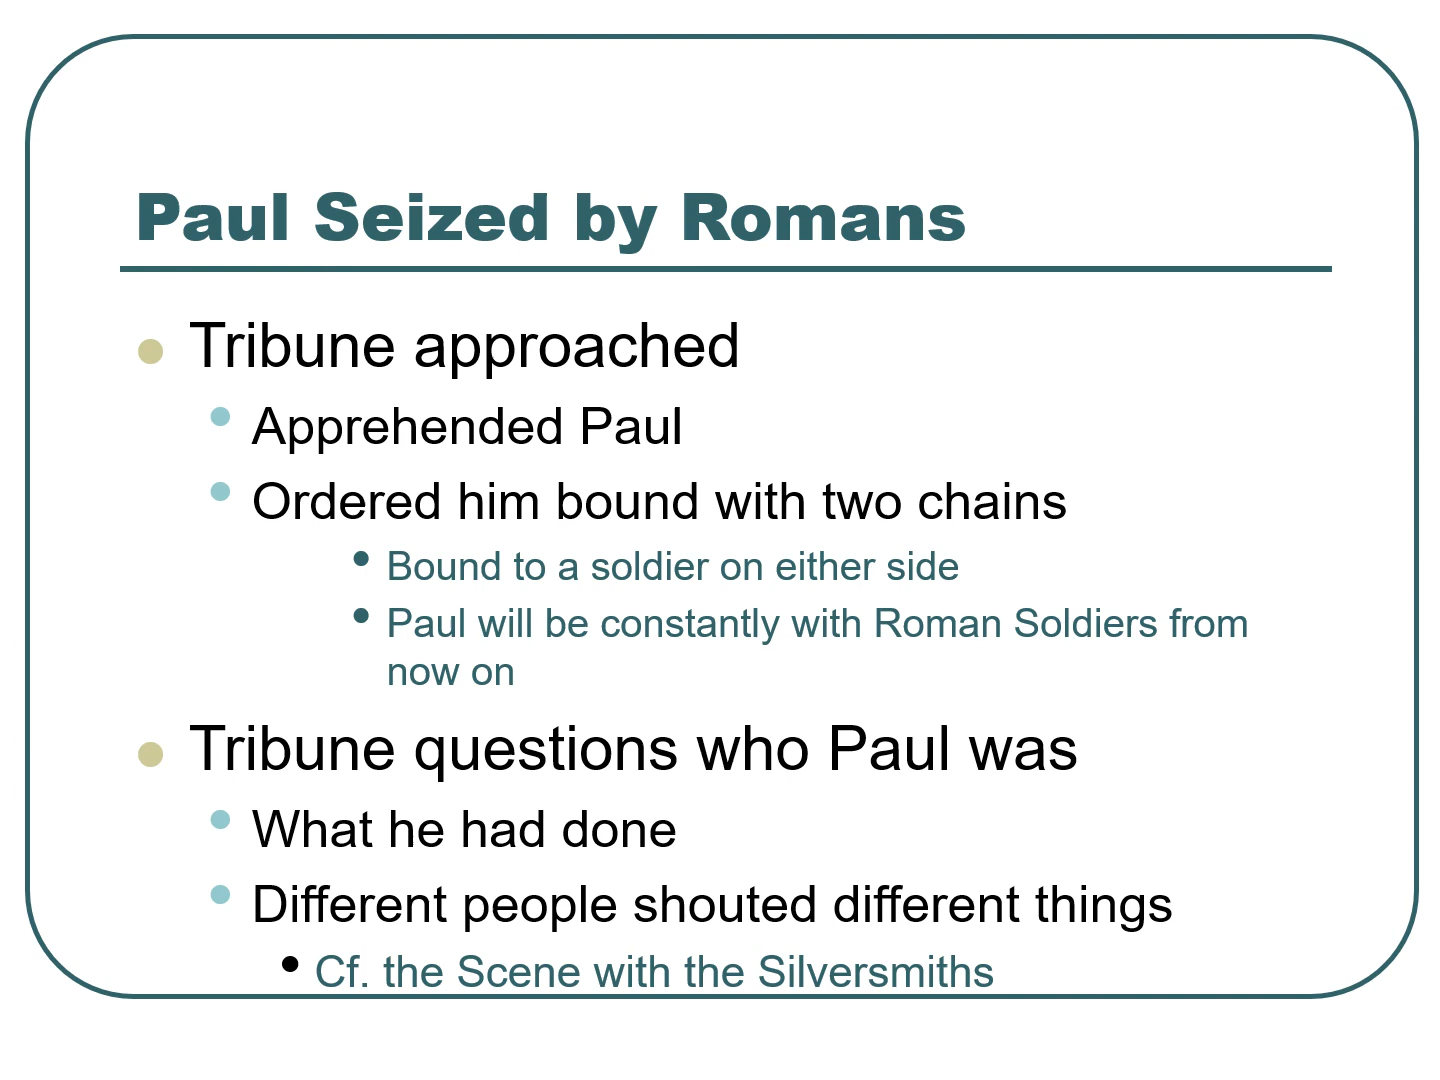 Paul Seized by Romans
Tribune approached
Apprehended Paul
Ordered him bound with two chains
Bound to a soldier on either side
Paul will be constantly with Roman Soldiers from
now on
Tribune questions who Paul was
What he had done
Different people shouted different things
Cf. the Scene with the Silversmiths